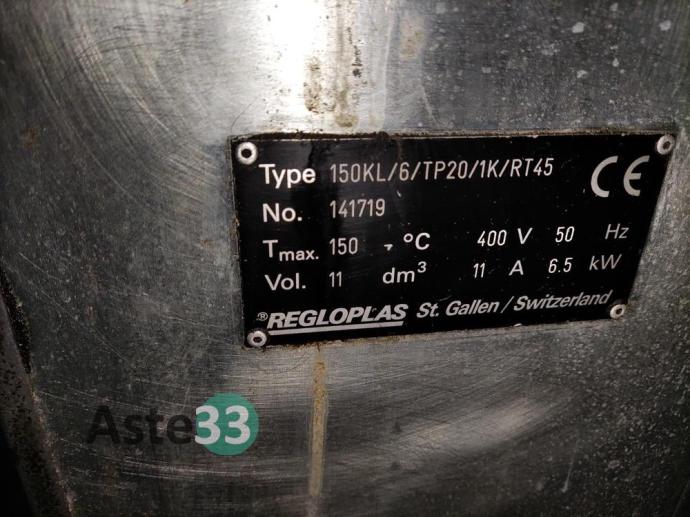 Type 150KL/6/TP20/1K/RT45 CE
No. 141719
Tmax. 150 °C 400 V 50 Hz
Vol. 11 dm³ 11 A 6.5 kW
®REGLOPLAS St. Gallen/Switzerland
Aste33